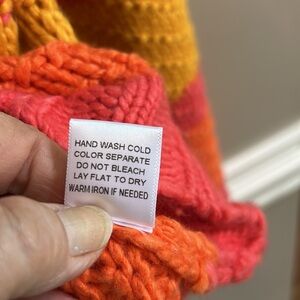 HAND WASH COLD
COLOR SEPARATE
DO NOT BLEACH
LAY FLAT TO DRY
WARM IRON IF NEEDED